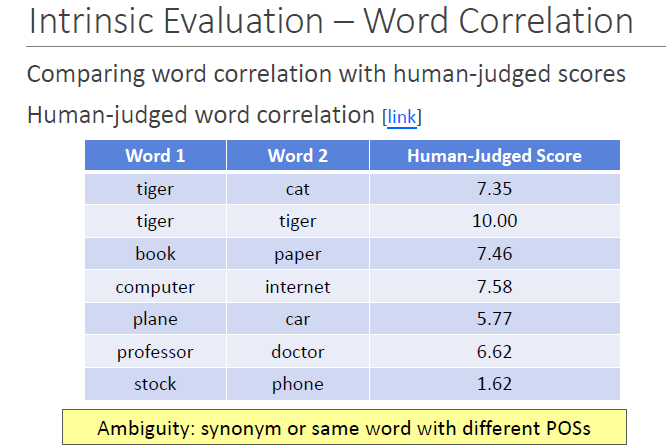 Intrinsic Evaluation – Word Correlation
Comparing word correlation with human-judged scores
Human-judged word correlation [link]
Word 1 Word 2 Human-Judged Score
tiger cat 7.35
tiger tiger 10.00
book paper 7.46
computer internet 7.58
plane car 5.77
professor doctor 6.62
stock phone 1.62
Ambiguity: synonym or same word with different POSs